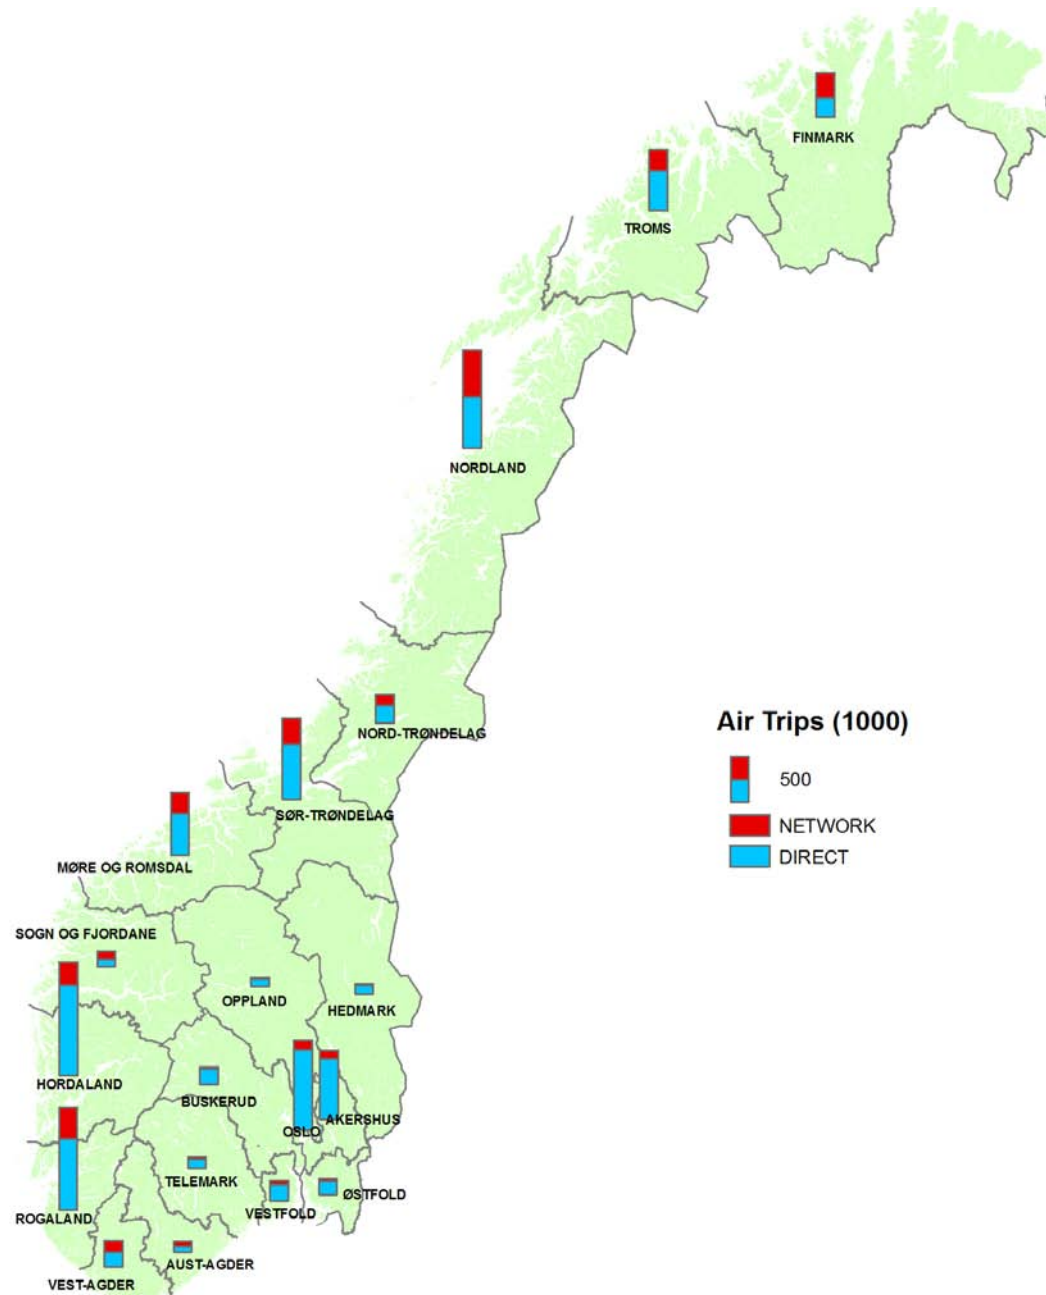 FINMARK
TROMS
NORDLAND
NORD-TRØNDELAG
Air Trips (1000)
500
NETWORK
DIRECT
SØR-TRØNDELAG
MØRE OG ROMSDAL
SOGN OG FJORDANE
OPPLAND
HEDMARK
HORDALAND
BUSKERUD
AKERSHUS
OSLO
TELEMARK
ØSTFOLD
VESTFOLD
ROGALAND
AUST-AGDER
VEST-AGDER